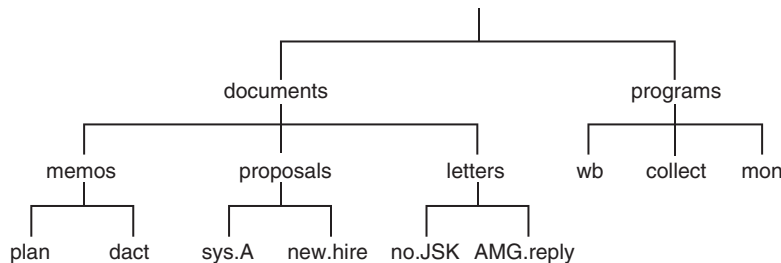 documents programs
memos proposals letters wb collect mon
plan dact sys.A new.hire no.JSK AMG.reply